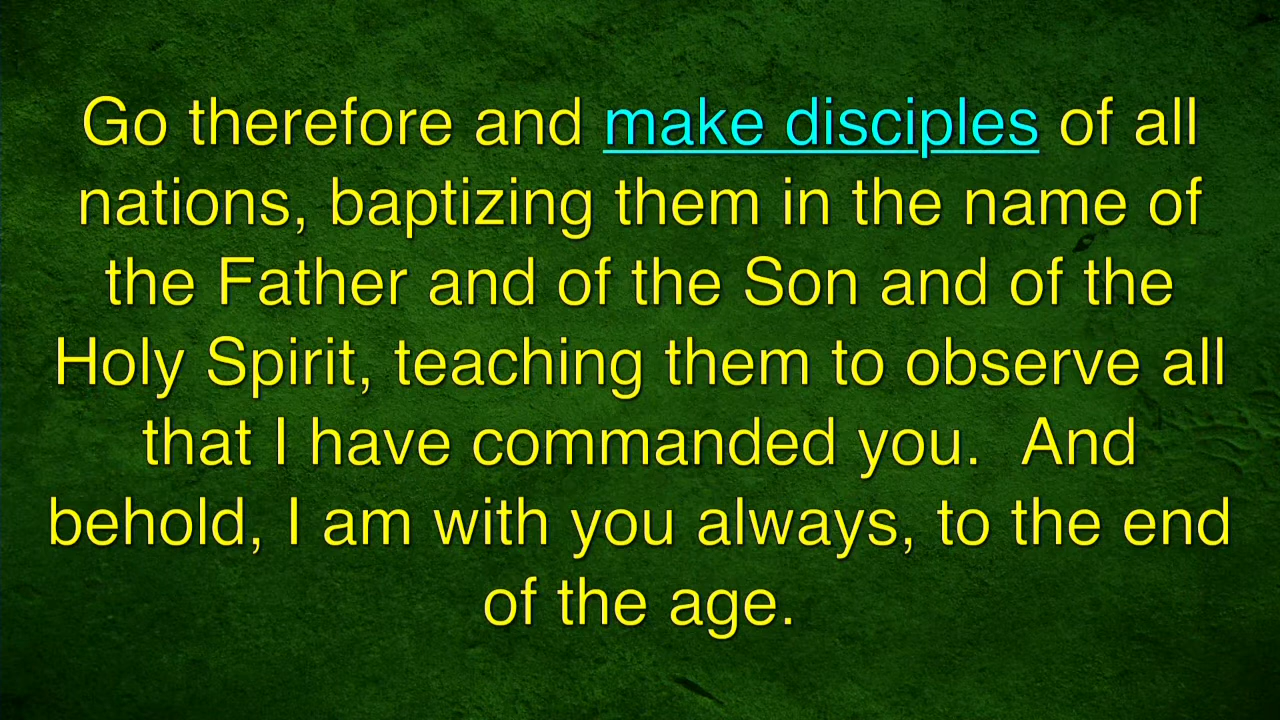 Go therefore and make disciples of all
nations, baptizing them in the name of
the Father and of the Son and of the
Holy Spirit, teaching them to observe all
that I have commanded you.  And
behold, I am with you always, to the end
of the age.